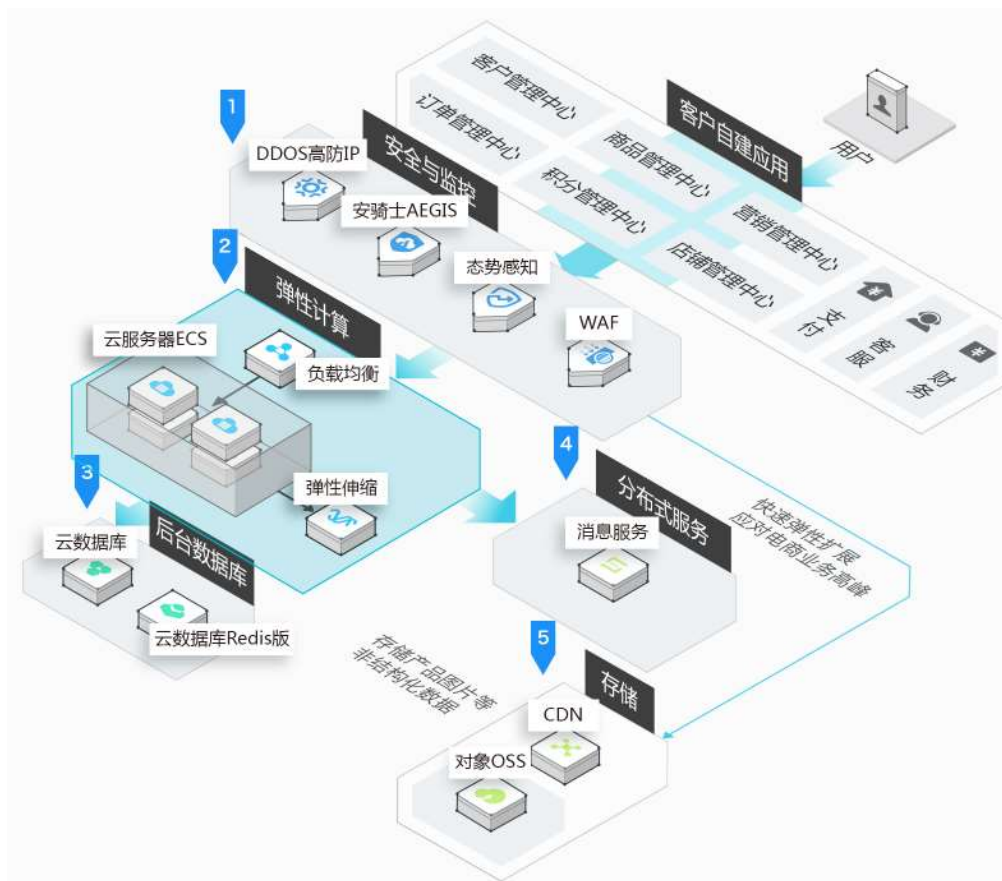 客户管理中心
订单管理中心
商品管理中心
积分管理中心
营销管理中心
店铺管理中心
客户自建应用
用户
支付
客服
财务
1
安全与监控
DDOS高防IP
安骑士AEGIS
态势感知
WAF
2
弹性计算
云服务器ECS
负载均衡
弹性伸缩
3
后台数据库
云数据库
云数据库Redis版
4
分布式服务
消息服务
快速弹性扩展
应对电商业务高峰
5
存储
存储产品图片等
非结构化数据
CDN
对象OSS